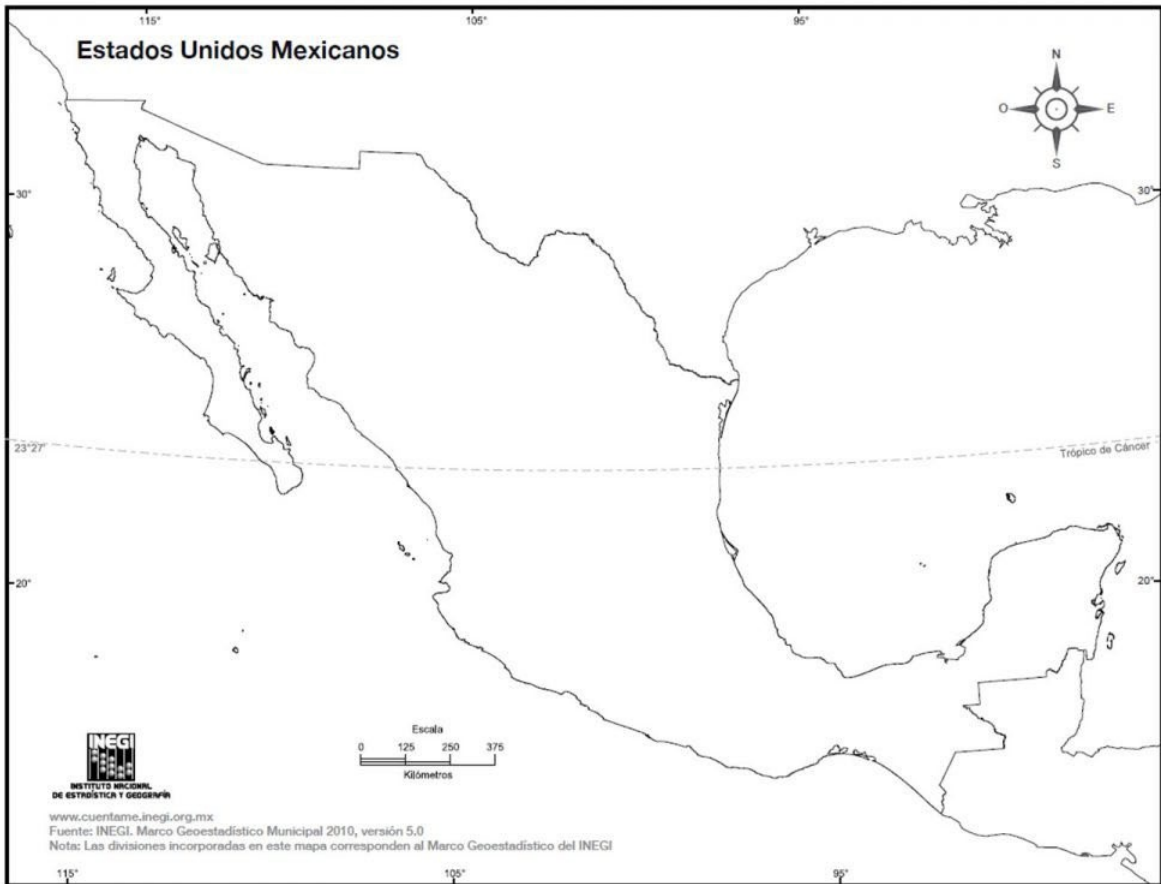 115° 105° 95°
Estados Unidos Mexicanos
N
O E
S
30° 30°
23°27'
Trópico de Cáncer
20° 20°
Escala
0 125 250 375
Kilómetros
INEGI
INSTITUTO NACIONAL
DE ESTADÍSTICA Y GEOGRAFÍA
www.cuentame.inegi.org.mx
Fuente: INEGI. Marco Geoestadístico Municipal 2010, versión 5.0
Nota: Las divisiones incorporadas en este mapa corresponden al Marco Geoestadístico del INEGI
115° 105° 95°